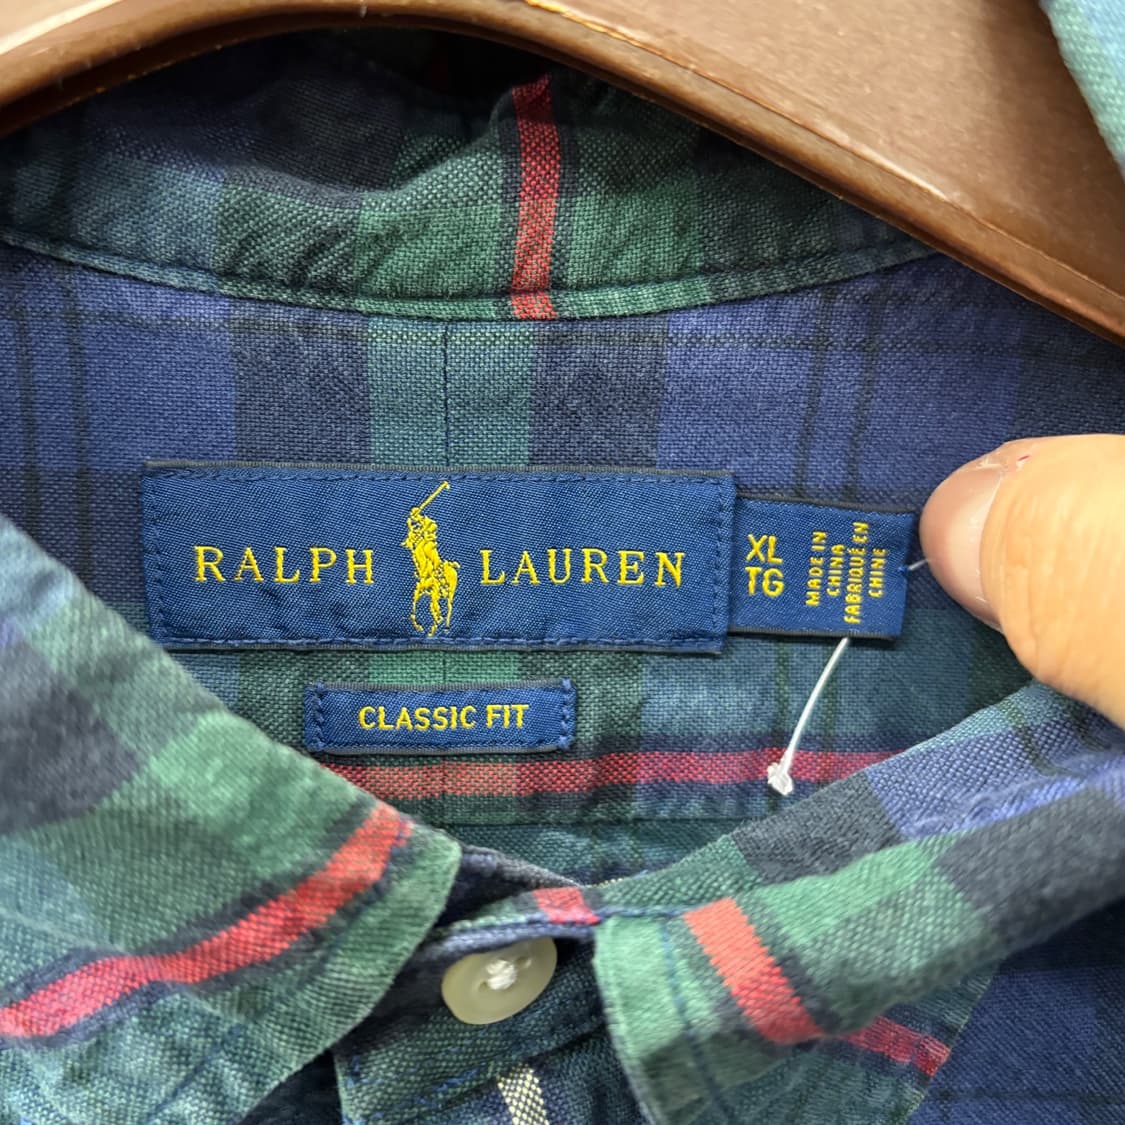 RALPH LAUREN
XL
TG
MADE IN
CHINA
FABRIQUÉ EN
CHINE
CLASSIC FIT